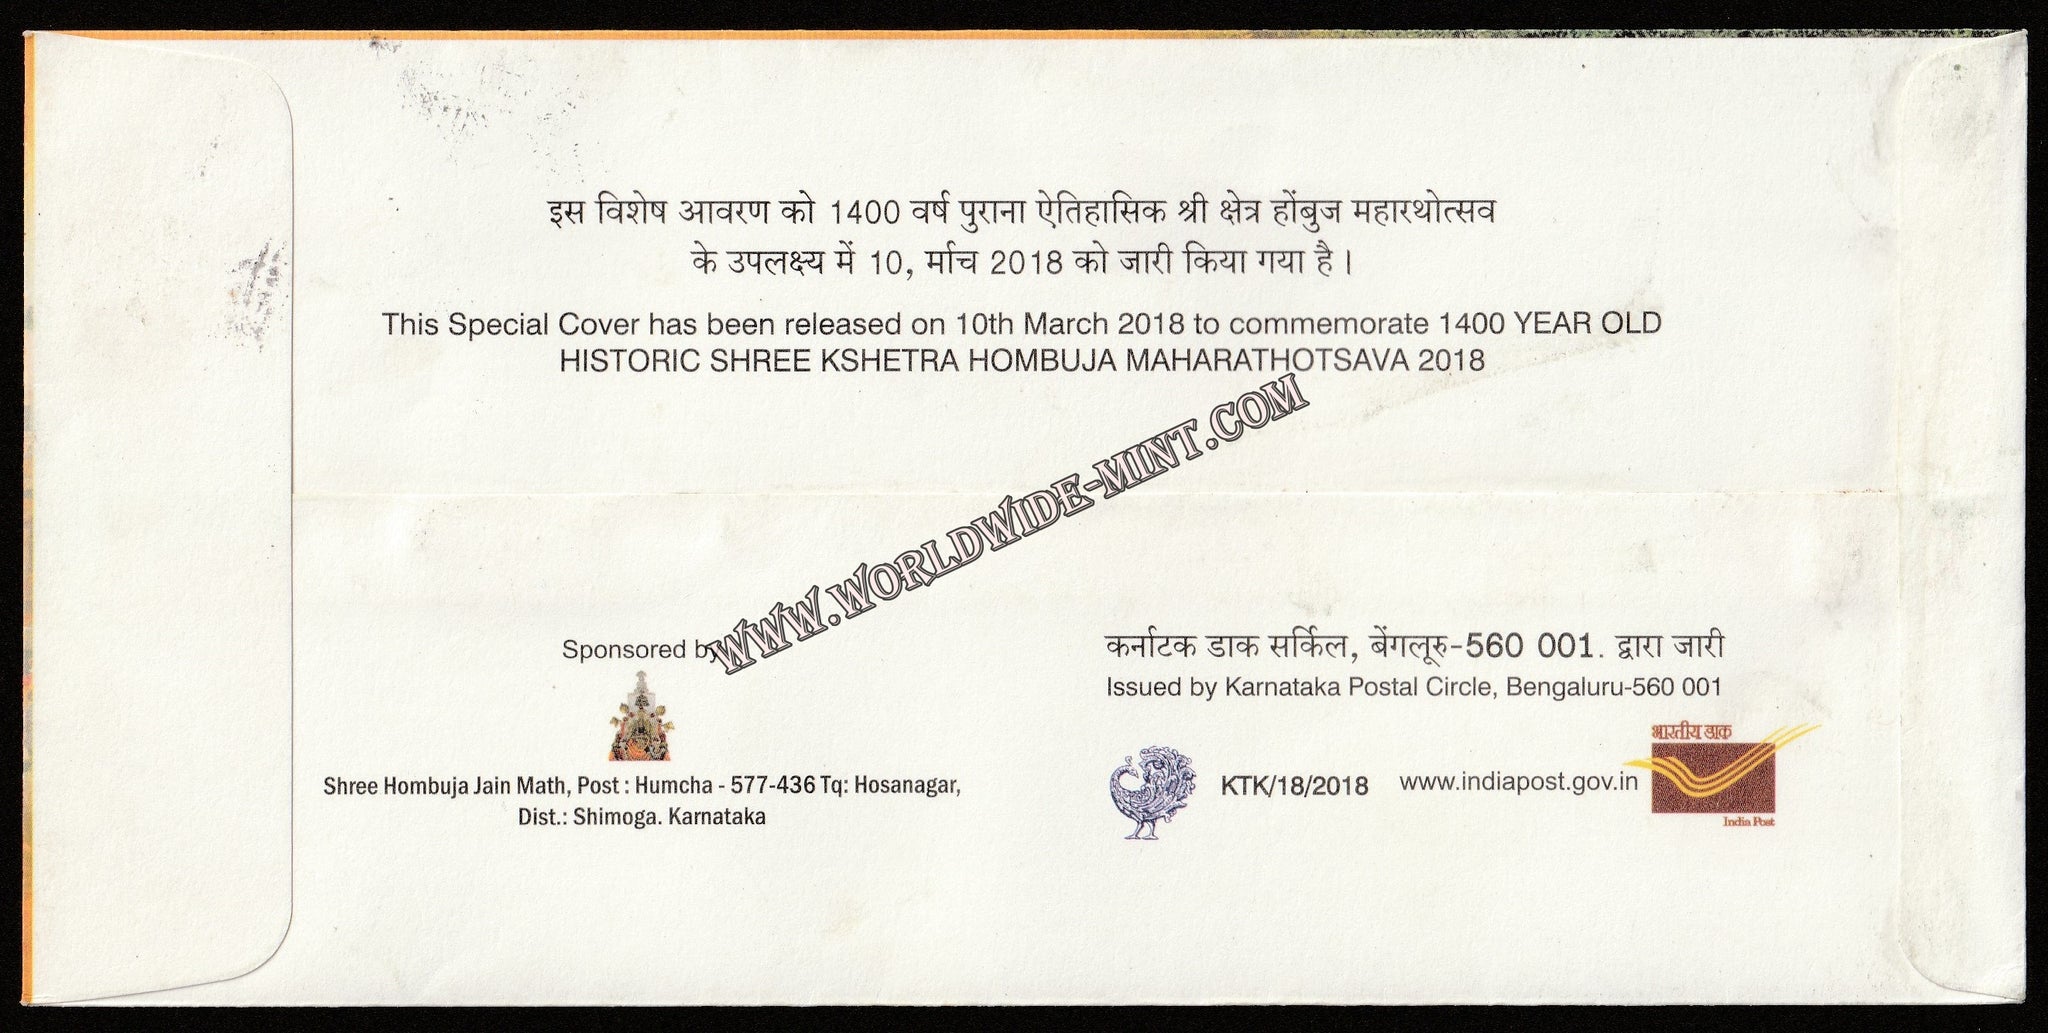 इस विशेष आवरण को 1400 वर्ष पुराना ऐतिहासिक श्री क्षेत्र होंबुज महारथोत्सव
के उपलक्ष्य में 10, र्माच 2018 को जारी किया गया है।
This Special Cover has been released on 10th March 2018 to commemorate 1400 YEAR OLD
HISTORIC SHREE KSHETRA HOMBUJA MAHARATHOTSAVA 2018
WWW.WORLDWIDE-MINT.COM
Sponsored by
Shree Hombuja Jain Math, Post : Humcha - 577-436 Tq: Hosanagar,
Dist.: Shimoga. Karnataka
कर्नाटक डाक सर्किल, बेंगलूरु-560 001. द्वारा जारी
Issued by Karnataka Postal Circle, Bengaluru-560 001
KTK/18/2018
www.indiapost.gov.in
भारतीय डाक
India Post